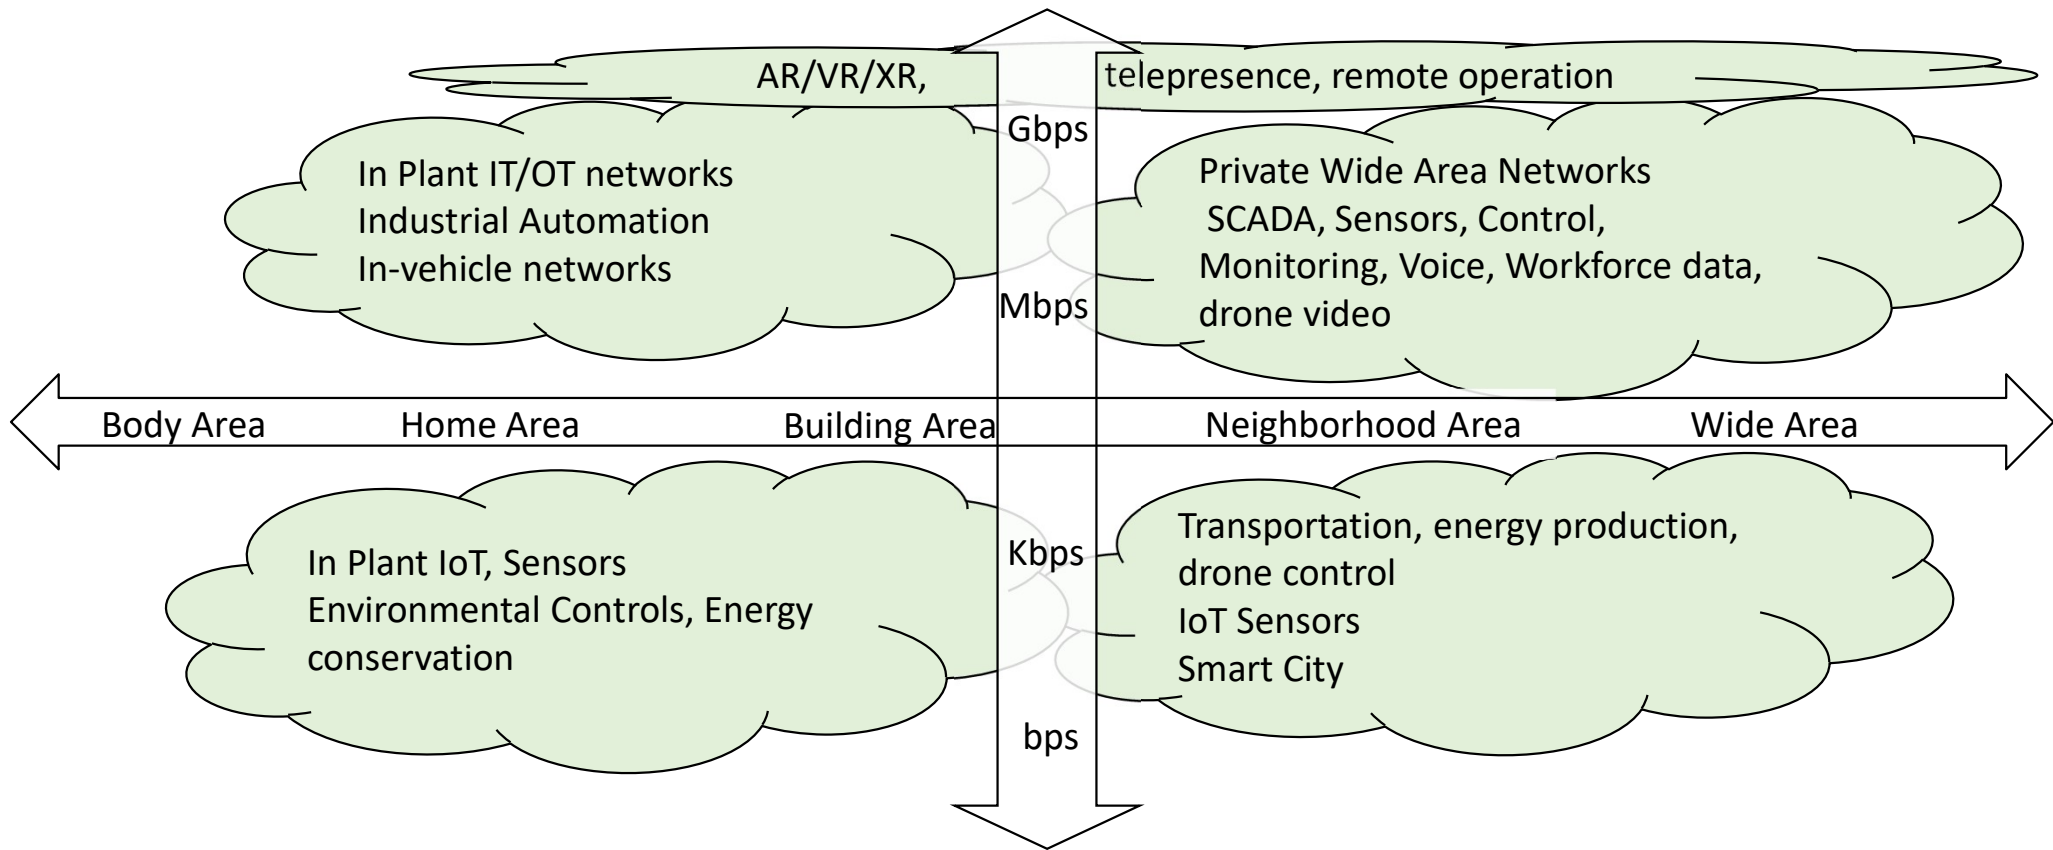 AR/VR/XR, telepresence, remote operation
Gbps
In Plant IT/OT networks
Industrial Automation
In-vehicle networks
Private Wide Area Networks
SCADA, Sensors, Control,
Monitoring, Voice, Workforce data,
drone video
Mbps
Body Area
Home Area
Building Area
Neighborhood Area
Wide Area
In Plant IoT, Sensors
Environmental Controls, Energy
conservation
Kbps
Transportation, energy production,
drone control
IoT Sensors
Smart City
bps